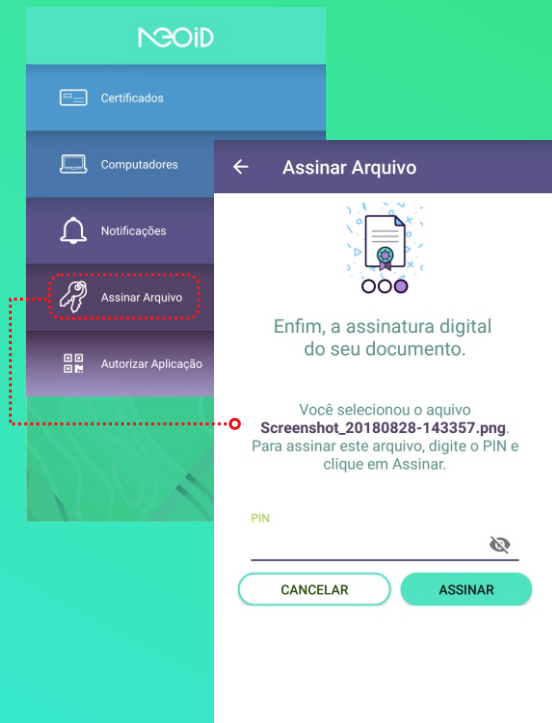 NeoiD
Certificados
Computadores
Notificações
Assinar Arquivo
Autorizar Aplicação
Assinar Arquivo
Enfim, a assinatura digital
do seu documento.
Você selecionou o aquivo
Screenshot_20180828-143357.png.
Para assinar este arquivo, digite o PIN e
clique em Assinar.
PIN
CANCELAR
ASSINAR